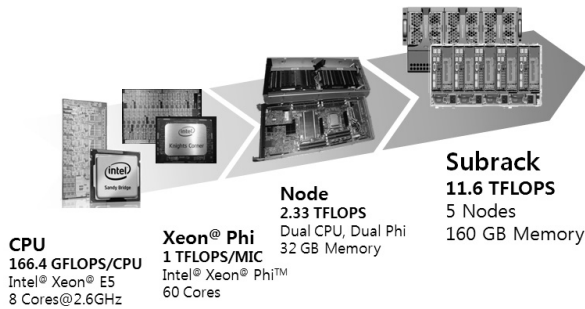 intel
Knights Corner
intel
Sandy Bridge
Subrack
11.6 TFLOPS
5 Nodes
160 GB Memory
Node
2.33 TFLOPS
Dual CPU, Dual Phi
32 GB Memory
Xeon@ Phi
1 TFLOPS/MIC
Intel® Xeon® Phi™
60 Cores
CPU
166.4 GFLOPS/CPU
Intel® Xeon® E5
8 Cores@2.6GHz